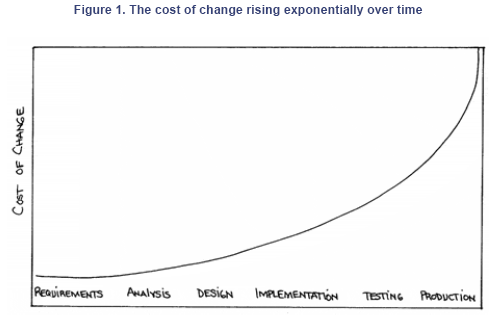 Figure 1. The cost of change rising exponentially over time
COST OF CHANGE
REQUIREMENTS ANALYSIS DESIGN IMPLEMENTATION TESTING PRODUCTION